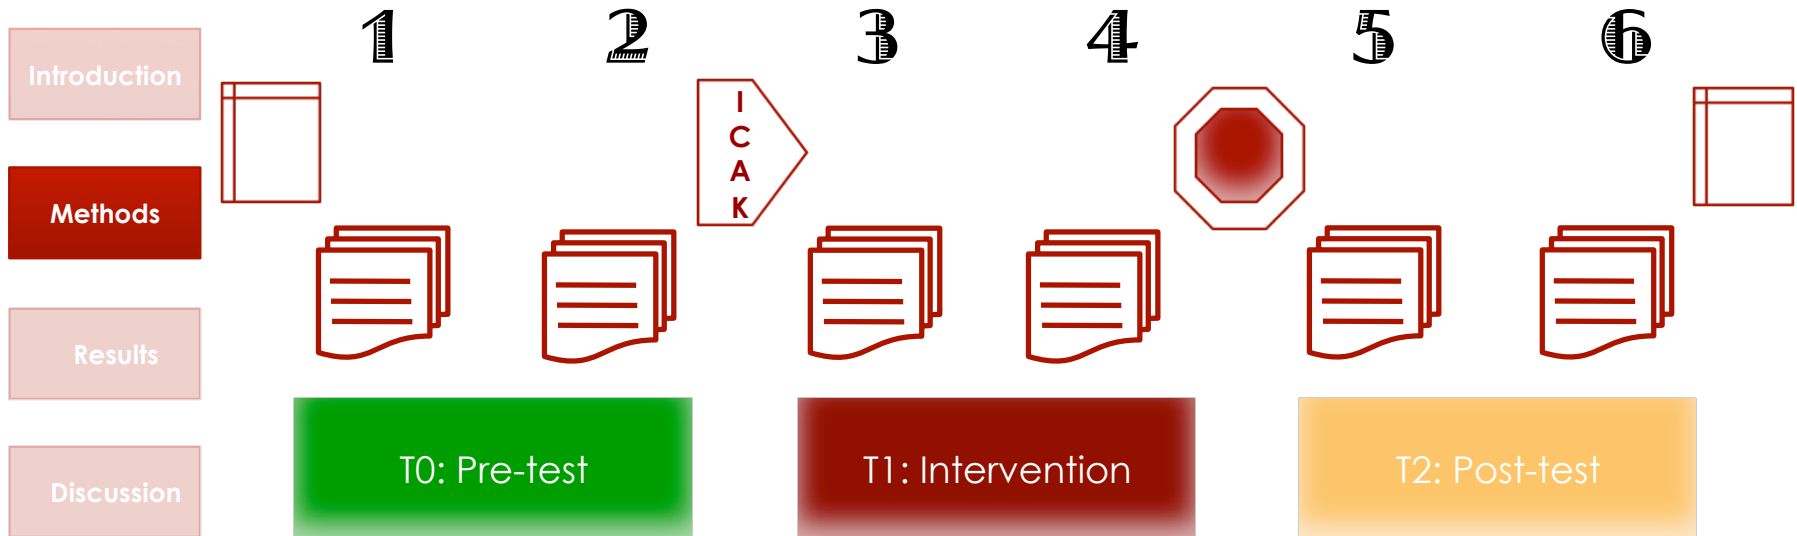 1 2 3 4 5 6
Introduction
Methods
Results
Discussion
I
C
A
K
T0: Pre-test
T1: Intervention
T2: Post-test